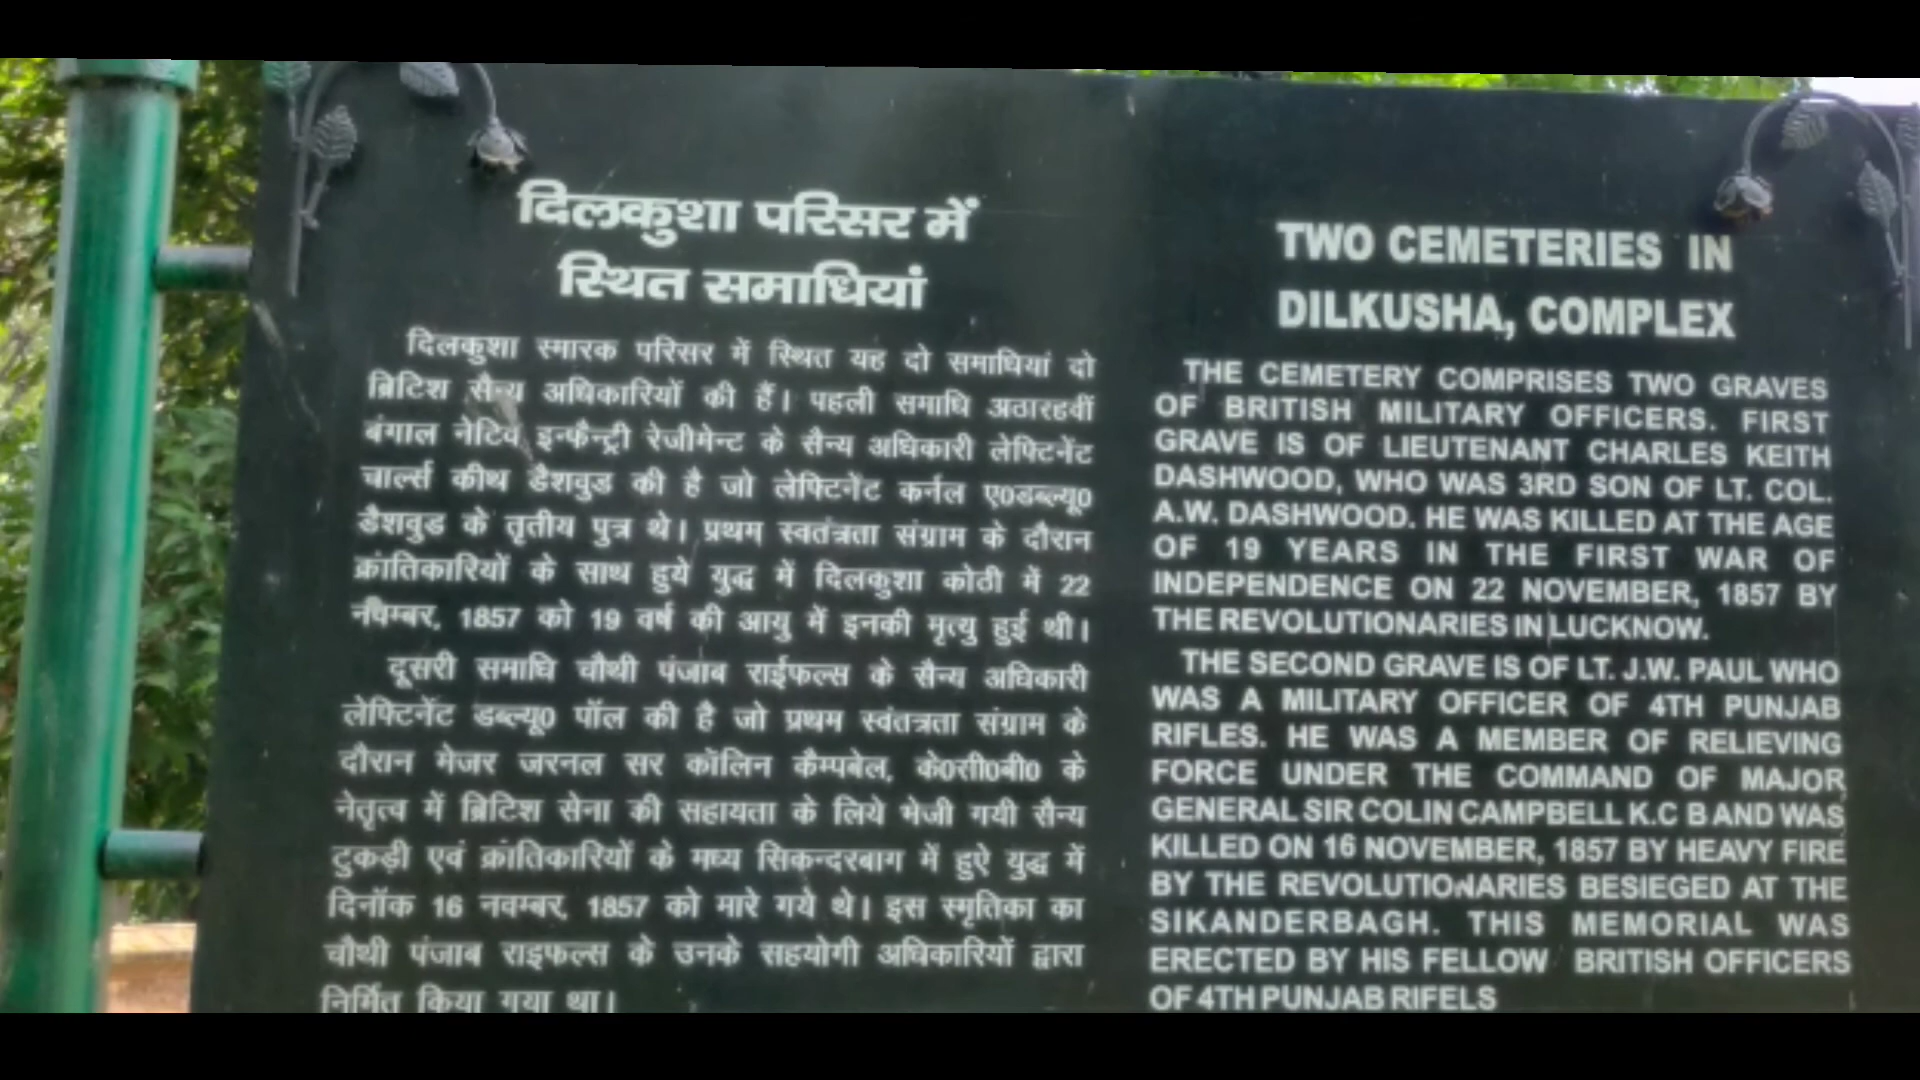 दिलकुशा परिसर में
स्थित समाधियां
दिलकुशा स्मारक परिसर में स्थित यह दो समाधियां दो
ब्रिटिश सैन्य अधिकारियों की हैं। पहली समाधि अठारहवीं
बंगाल नेटिव इन्फैन्ट्री रेजीमेन्ट के सैन्य अधिकारी लेफ्टिनेंट
चार्ल्स कीथ डैशवुड की है जो लेफ्टिनेंट कर्नल ए0डब्ल्यू0
डैशवुड के तृतीय पुत्र थे। प्रथम स्वतंत्रता संग्राम के दौरान
क्रांतिकारियों के साथ हुये युद्ध में दिलकुशा कोठी में 22
नवम्बर, 1857 को 19 वर्ष की आयु में इनकी मृत्यु हुई थी।
दूसरी समाधि चौथी पंजाब राईफल्स के सैन्य अधिकारी
लेफ्टिनेंट डब्ल्यू0 पॉल की है जो प्रथम स्वंतत्रता संग्राम के
दौरान मेजर जरनल सर कॉलिन कैम्पबेल, के0सी0बी0 के
नेतृत्व में ब्रिटिश सेना की सहायता के लिये भेजी गयी सैन्य
टुकड़ी एवं क्रांतिकारियों के मध्य सिकन्दरबाग में हुऐ युद्ध में
दिनॉक 16 नवम्बर, 1857 को मारे गये थे। इस स्मृतिका का
चौथी पंजाब राइफल्स के उनके सहयोगी अधिकारियों द्वारा
निर्मित किया गया था।
TWO CEMETERIES IN
DILKUSHA, COMPLEX
THE CEMETERY COMPRISES TWO GRAVES
OF BRITISH MILITARY OFFICERS. FIRST
GRAVE IS OF LIEUTENANT CHARLES KEITH
DASHWOOD, WHO WAS 3RD SON OF LT. COL.
A.W. DASHWOOD. HE WAS KILLED AT THE AGE
OF 19 YEARS IN THE FIRST WAR OF
INDEPENDENCE ON 22 NOVEMBER, 1857 BY
THE REVOLUTIONARIES IN LUCKNOW.
THE SECOND GRAVE IS OF LT. J.W. PAUL WHO
WAS A MILITARY OFFICER OF 4TH PUNJAB
RIFLES. HE WAS A MEMBER OF RELIEVING
FORCE UNDER THE COMMAND OF MAJOR
GENERAL SIR COLIN CAMPBELL K.C B AND WAS
KILLED ON 16 NOVEMBER, 1857 BY HEAVY FIRE
BY THE REVOLUTIONARIES BESIEGED AT THE
SIKANDERBAGH. THIS MEMORIAL WAS
ERECTED BY HIS FELLOW BRITISH OFFICERS
OF 4TH PUNJAB RIFELS